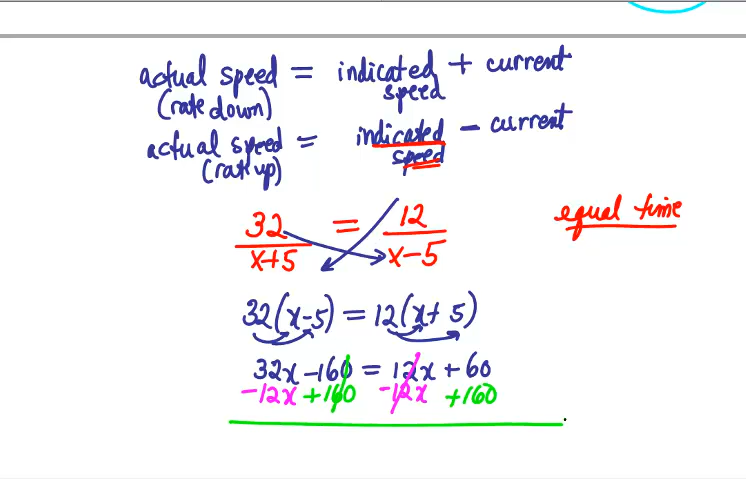 actual speed = indicated + current
speed
(rate down)
actual speed = indicated - current
speed
(rate up)
32 / x+5 = 12 / x-5
equal time
32(x-5) = 12(x+5)
32x -160 = 12x +60
-12x +160 -12x +160